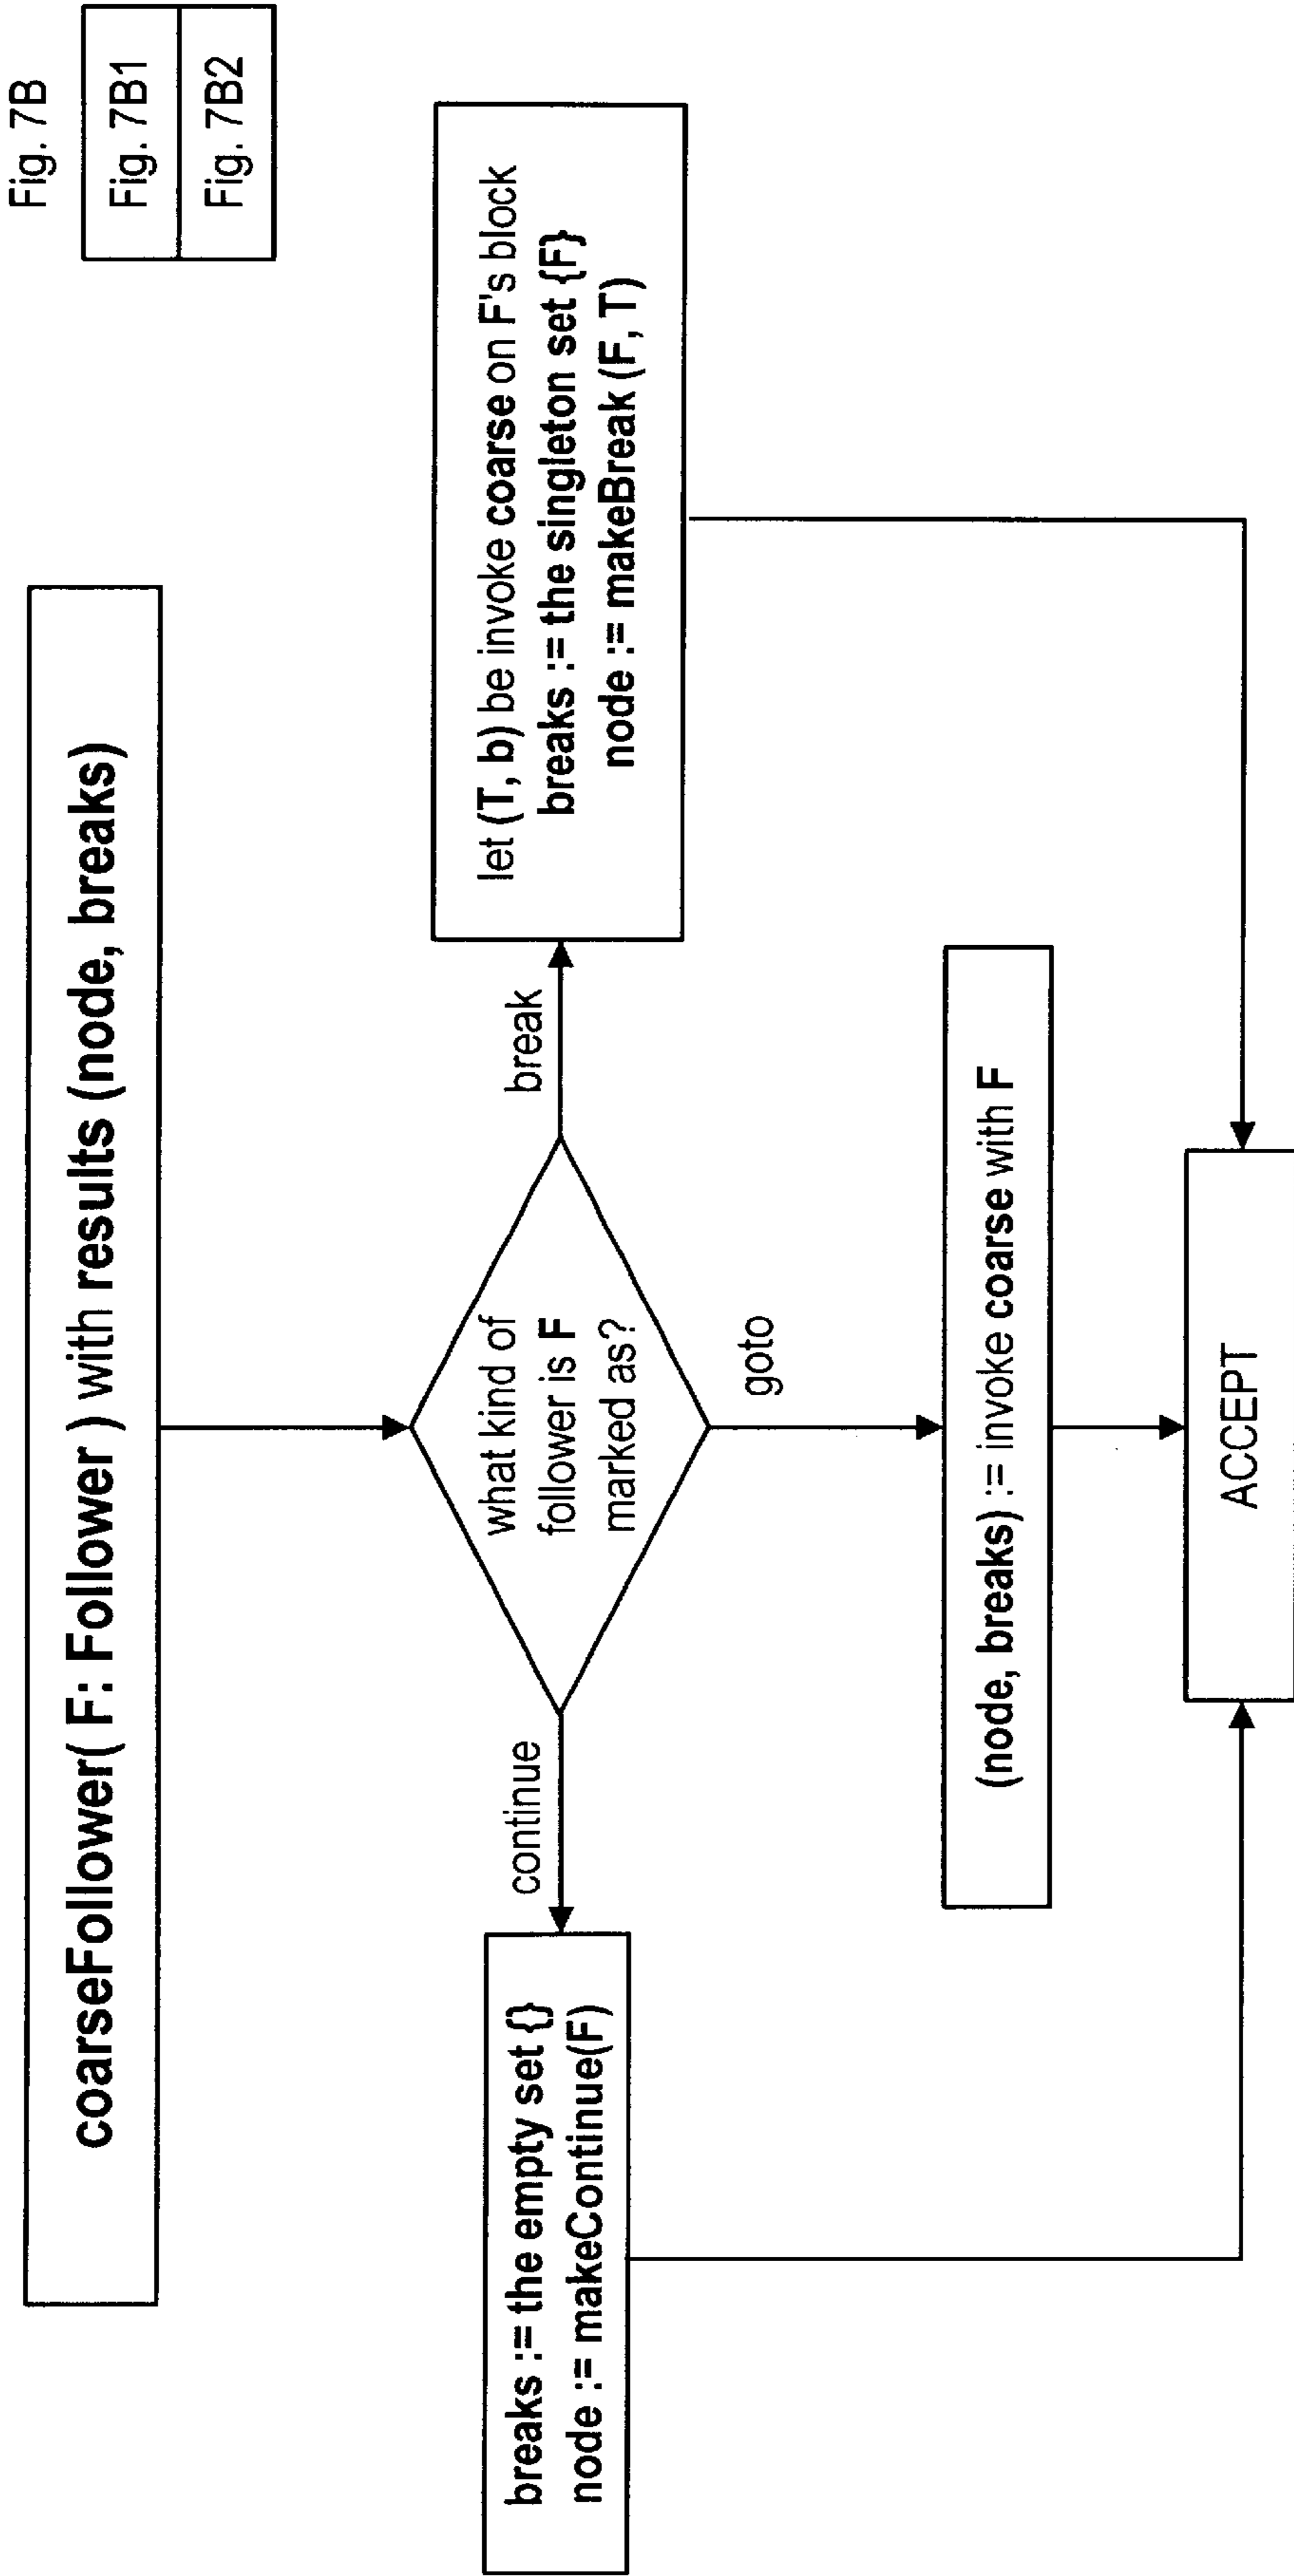 Fig. 7B
Fig. 7B1
Fig. 7B2
coarseFollower( F: Follower ) with results (node, breaks)
what kind of
follower is F
marked as?
continue
break
goto
breaks := the empty set {}
node := makeContinue(F)
let (T, b) be invoke coarse on F's block
breaks := the singleton set {F}
node := makeBreak (F, T)
(node, breaks) := invoke coarse with F
ACCEPT